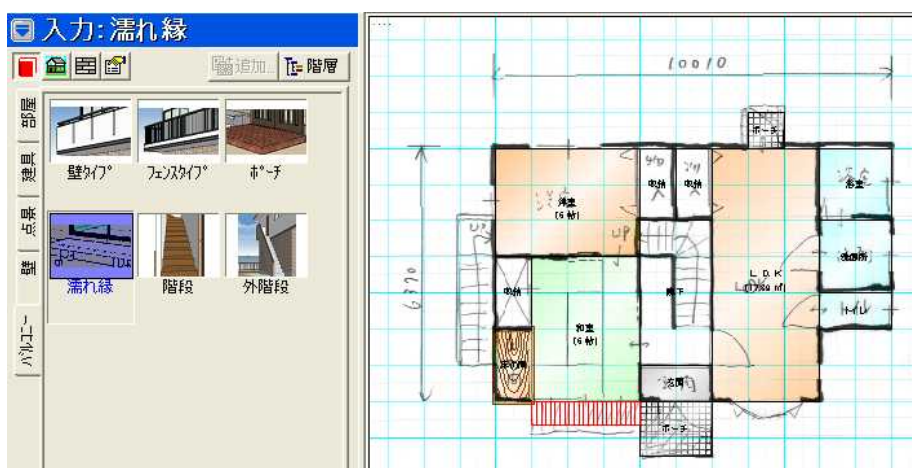 入力:濡れ縁
追加...
階層
部屋
建具
点景
壁
バルコニー
壁タイプ
フェンスタイプ
ポーチ
濡れ縁
階段
外階段
10010
6370
ポーチ
洋室
(6 帖)
収納
収納
浴室
UP
洗面所
収納
廊下
L D K
LDK
和室
(6 帖)
トイレ
床の間
玄関
ポーチ